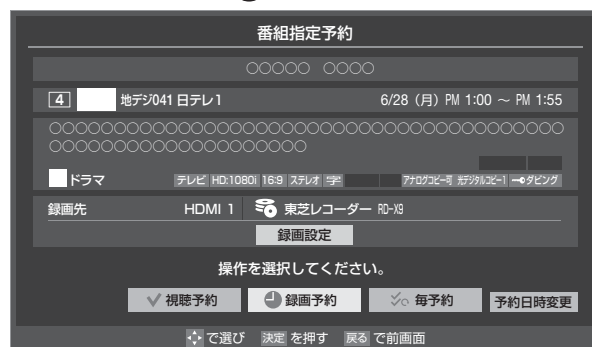 番組指定予約
○○○○○ ○○○○
4 地デジ041 日テレ1 6/28（月）PM 1:00 ～ PM 1:55
○○○○○○○○○○○○○○○○○○○○○○○○○○○○○○○○○○○○○○○○
○○○○○○○○○○○○○○○○○○○○
ドラマ テレビ HD:1080i 16:9 ステレオ 字 アナログコピー可 光デジタルコピー1 ダビング
録画先 HDMI 1 東芝レコーダー RD-X9
録画設定
操作を選択してください。
視聴予約 録画予約 毎予約 予約日時変更
で選び 決定 を押す 戻る で前画面